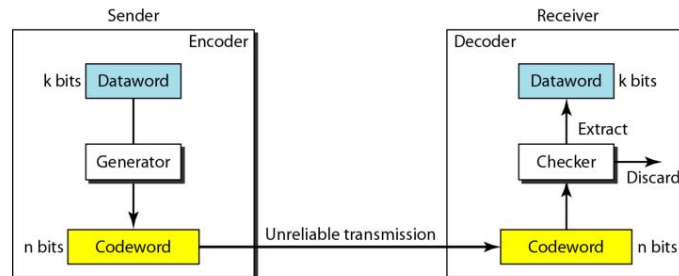 Sender
Receiver
Encoder
Decoder
k bits
Dataword
Dataword
k bits
Extract
Generator
Checker
Discard
Unreliable transmission
n bits
Codeword
Codeword
n bits